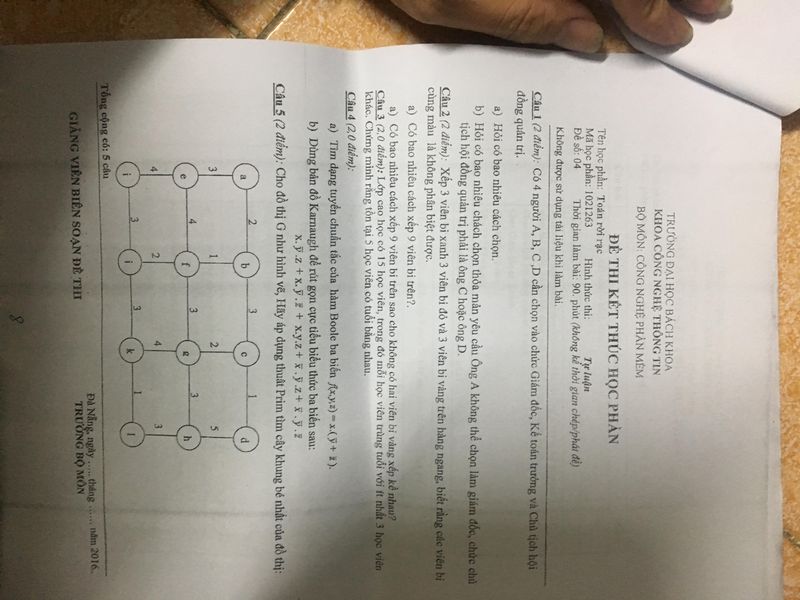 TRƯỜNG ĐẠI HỌC BÁCH KHOA
KHOA CÔNG NGHỆ THÔNG TIN
BỘ MÔN: CÔNG NGHỆ PHẦN MỀM
ĐỀ THI KẾT THÚC HỌC PHẦN
Tên học phần: Toán rời rạc
Mã học phần: 1021263 Hình thức thi: Tự luận
Đề số: 04 Thời gian làm bài: 90 phút (không kể thời gian chép/phát đề)
Không được sử dụng tài liệu khi làm bài.
Câu 1 (2 điểm): Có 4 người A, B, C ,D cần chọn vào chức Giám đốc, Kế toán trưởng và Chủ tịch hội
đồng quản trị.
a) Hỏi có bao nhiêu cách chọn.
b) Hỏi có bao nhiêu chách chọn thỏa mãn yêu cầu Ông A không thể chọn làm giám đốc, chức chủ
tịch hội đồng quản trị phải là ông C hoặc ông D.
Câu 2 (2 điểm): Xếp 3 viên bi xanh 3 viên bi đỏ và 3 viên bi vàng trên hàng ngang, biết rằng các viên bi
cùng màu là không phân biệt được.
a) Có bao nhiêu cách xếp 9 viên bi trên?.
a) Có bao nhiêu cách xếp 9 viên bi trên sao cho không có hai viên bi vàng xếp kề nhau?
Câu 3 (2,0 điểm): Lớp cao học có 15 học viên, trong đó mỗi học viên trùng tuổi với ít nhất 3 học viên
khác. Chứng minh rằng tồn tại 5 học viên có tuổi bằng nhau.
Câu 4 (2,0 điểm):
a) Tìm dạng tuyển chuẩn tắc của hàm Boole ba biến f(x,y,z) = x.(y̅ + z̅).
b) Dùng bản đồ Karnaugh để rút gọn cực tiểu biểu thức ba biến sau:
x.y̅.z + x.y̅.z̅ + x.y.z + x̅.y̅.z + x̅.y̅.z̅
Câu 5 (2 điểm): Cho đồ thị G như hình vẽ, Hãy áp dụng thuật Prim tìm cây khung bé nhất của đồ thị:
a 2 b 3 c 1 d
3 1 2 5
e 4 f 3 g 3 h
4 2 4 3
i 3 j 3 k 1 l
Tổng cộng có: 5 câu
Đà Nẵng, ngày ..... tháng ...... năm 2016.
GIẢNG VIÊN BIÊN SOẠN ĐỀ THI TRƯỞNG BỘ MÔN
8